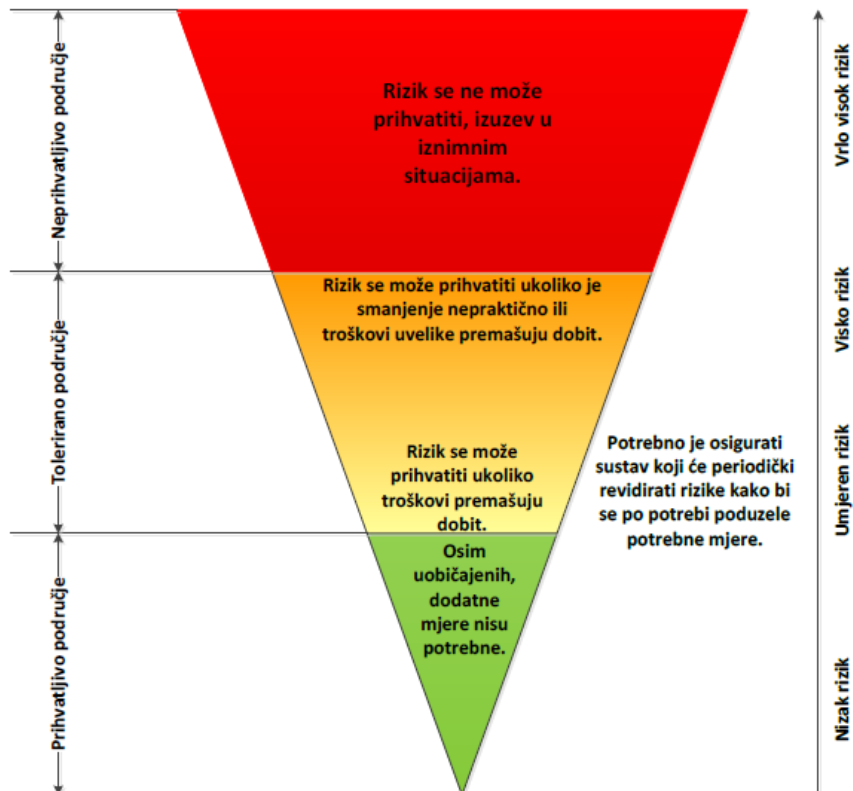 Neprihvatljivo područje
Rizik se ne može
prihvatiti, izuzev u
iznimnim
situacijama.
Vrlo visok rizik
Tolerirano područje
Rizik se može prihvatiti ukoliko je
smanjenje nepraktično ili
troškovi uvelike premašuju dobit.
Visko rizik
Rizik se može
prihvatiti ukoliko
troškovi premašuju
dobit.
Potrebno je osigurati
sustav koji će periodički
revidirati rizike kako bi
se po potrebi poduzele
potrebne mjere.
Umjeren rizik
Prihvatljivo područje
Osim
uobičajenih,
dodatne
mjere nisu
potrebne.
Nizak rizik